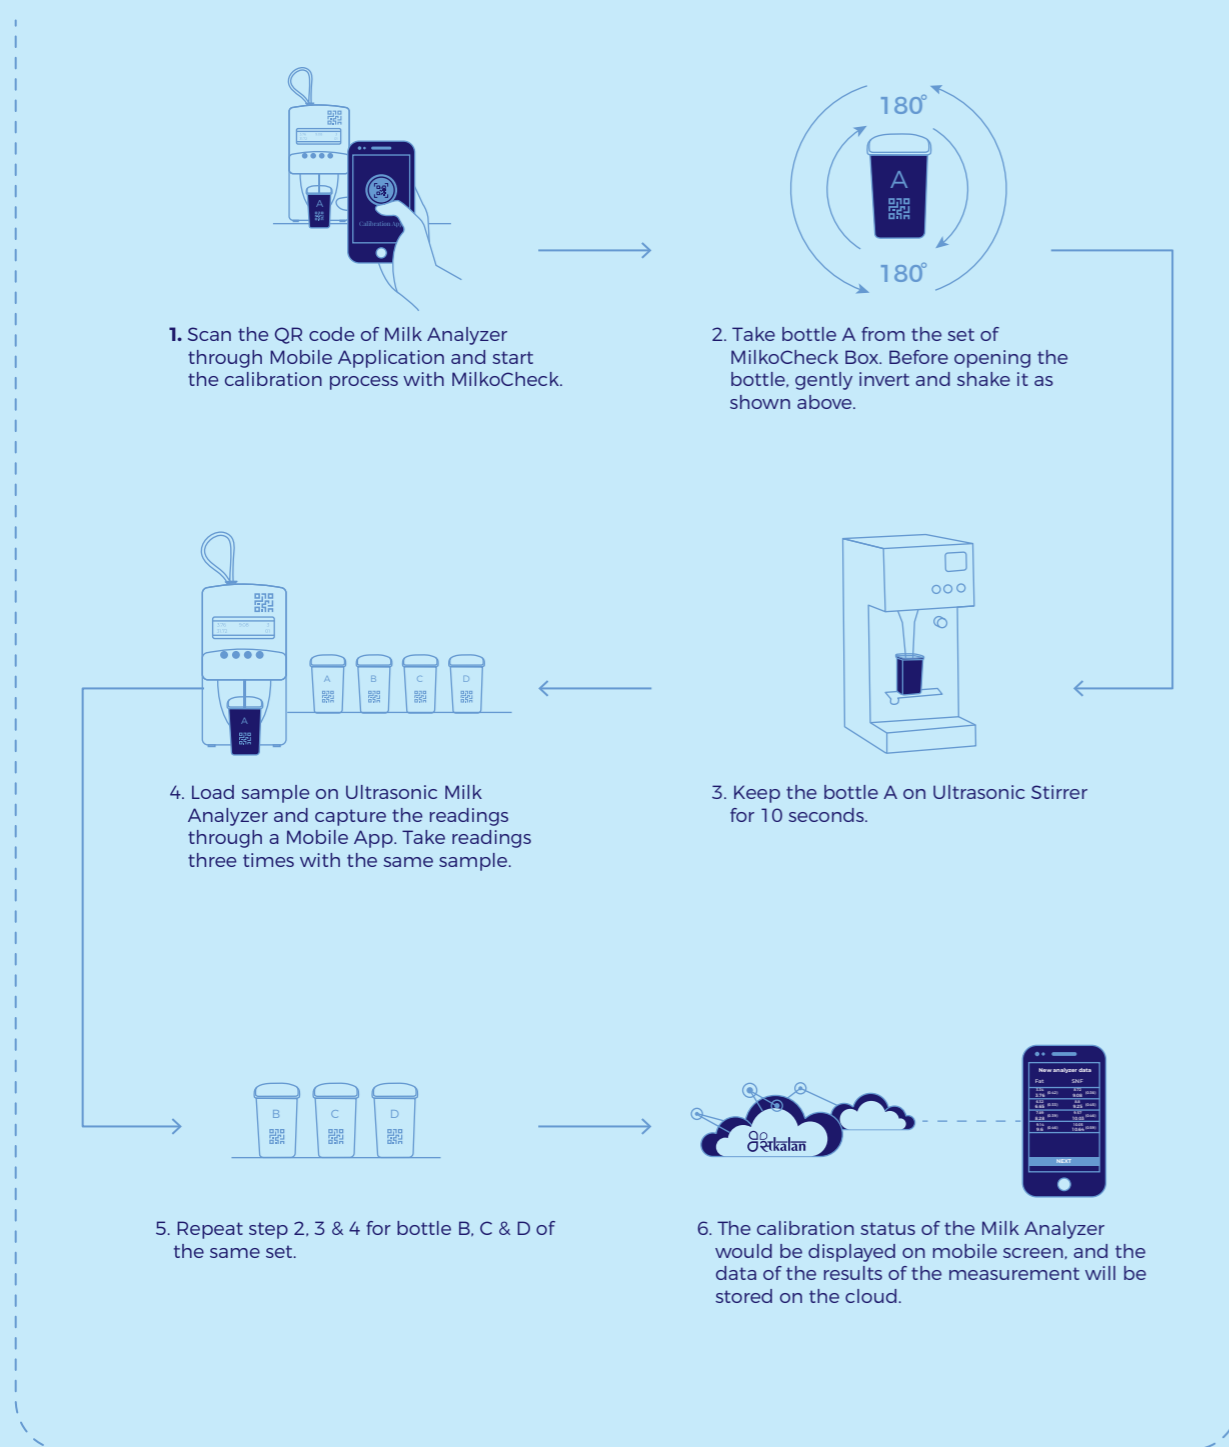 A
Calibration App
180°
A
180°
1. Scan the QR code of Milk Analyzer
through Mobile Application and start
the calibration process with MilkoCheck.
2. Take bottle A from the set of
MilkoCheck Box. Before opening the
bottle, gently invert and shake it as
shown above.
A
A
B
C
D
4. Load sample on Ultrasonic Milk
Analyzer and capture the readings
through a Mobile App. Take readings
three times with the same sample.
3. Keep the bottle A on Ultrasonic Stirrer
for 10 seconds.
B
C
D
5. Repeat step 2, 3 & 4 for bottle B, C & D of
the same set.
New analyzer data
Fat SNF
NEXT
6. The calibration status of the Milk Analyzer
would be displayed on mobile screen, and the
data of the results of the measurement will be
stored on the cloud.